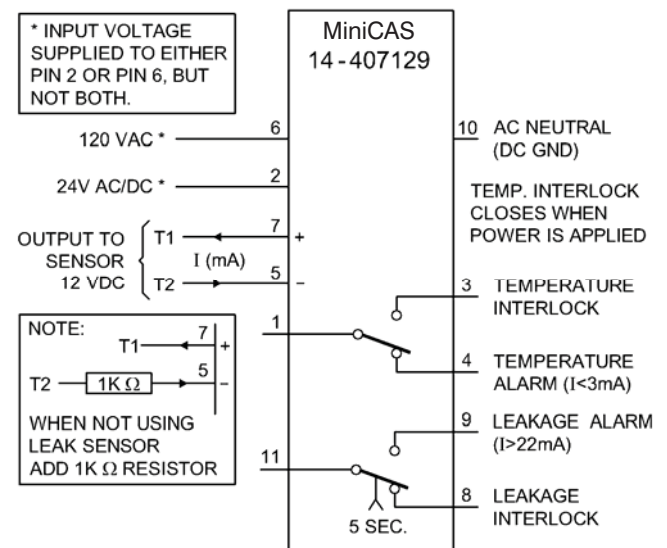 * INPUT VOLTAGE
SUPPLIED TO EITHER
PIN 2 OR PIN 6, BUT
NOT BOTH.
MiniCAS
14-407129
120 VAC *
6
10
AC NEUTRAL
(DC GND)
24V AC/DC *
2
TEMP. INTERLOCK
CLOSES WHEN
POWER IS APPLIED
OUTPUT TO
SENSOR
12 VDC
T1
7
+
I (mA)
T2
5
−
3
TEMPERATURE
INTERLOCK
1
4
TEMPERATURE
ALARM (I<3mA)
NOTE:
T1
7
+
T2
1K Ω
5
−
WHEN NOT USING
LEAK SENSOR
ADD 1K Ω RESISTOR
9
LEAKAGE ALARM
(I>22mA)
11
8
LEAKAGE
INTERLOCK
5 SEC.